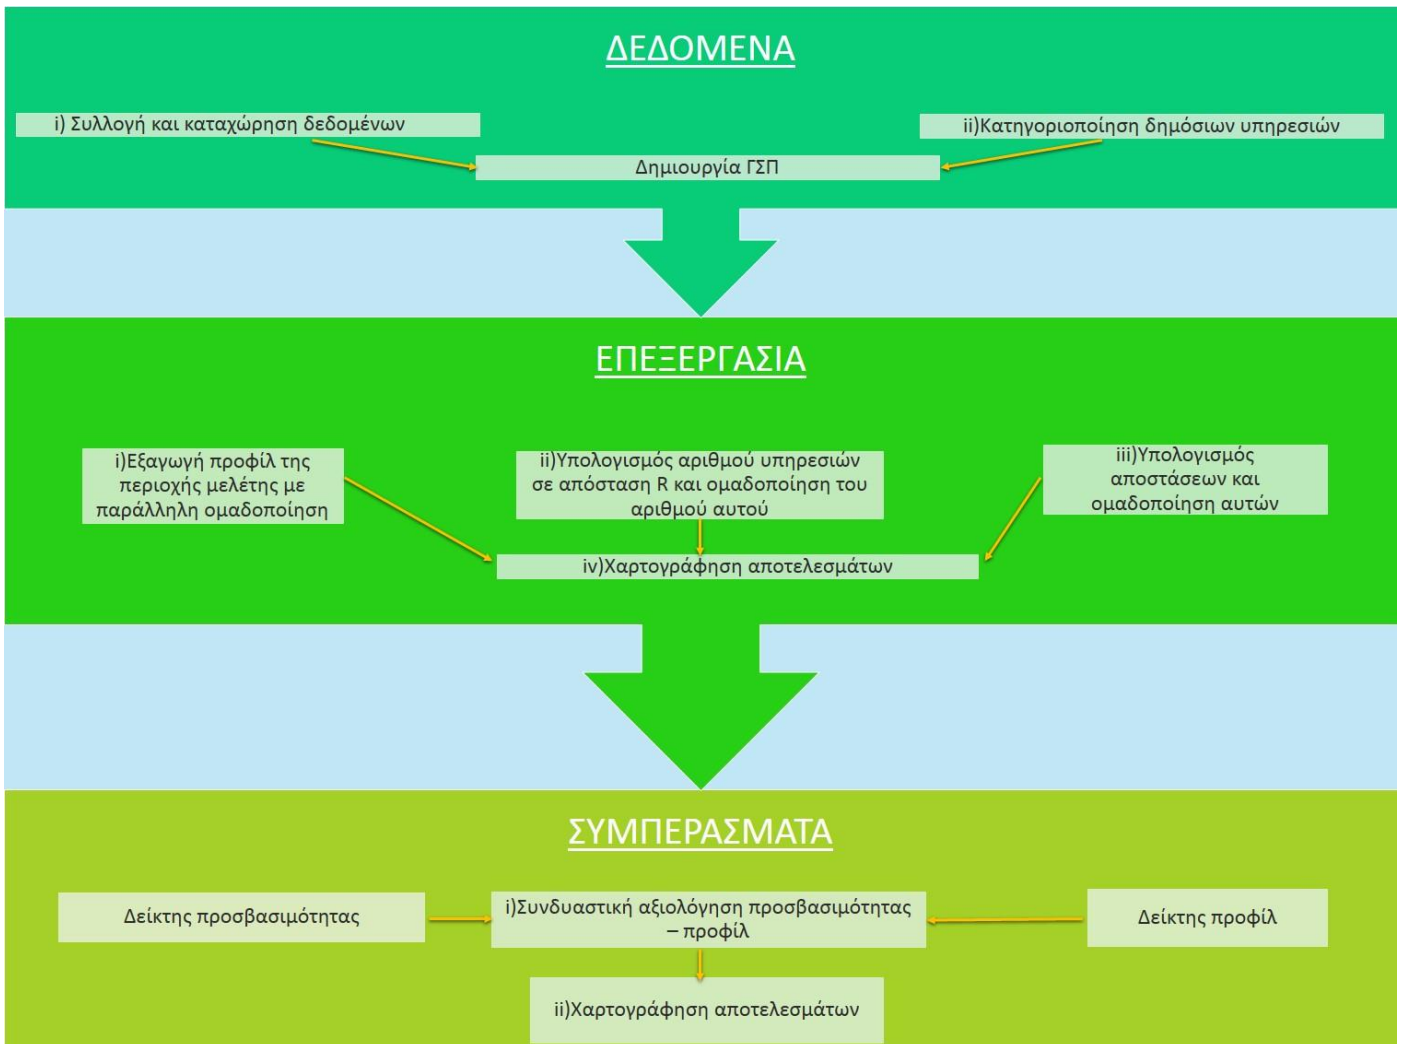 ΔΕΔΟΜΕΝΑ
i) Συλλογή και καταχώρηση δεδομένων
ii)Κατηγοριοποίηση δημόσιων υπηρεσιών
Δημιουργία ΓΣΠ
ΕΠΕΞΕΡΓΑΣΙΑ
i)Εξαγωγή προφίλ της
περιοχής μελέτης με
παράλληλη ομαδοποίηση
ii)Υπολογισμός αριθμού υπηρεσιών
σε απόσταση R και ομαδοποίηση του
αριθμού αυτού
iii)Υπολογισμός
αποστάσεων και
ομαδοποίηση αυτών
iv)Χαρτογράφηση αποτελεσμάτων
ΣΥΜΠΕΡΑΣΜΑΤΑ
Δείκτης προσβασιμότητας
i)Συνδυαστική αξιολόγηση προσβασιμότητας
– προφίλ
Δείκτης προφίλ
ii)Χαρτογράφηση αποτελεσμάτων